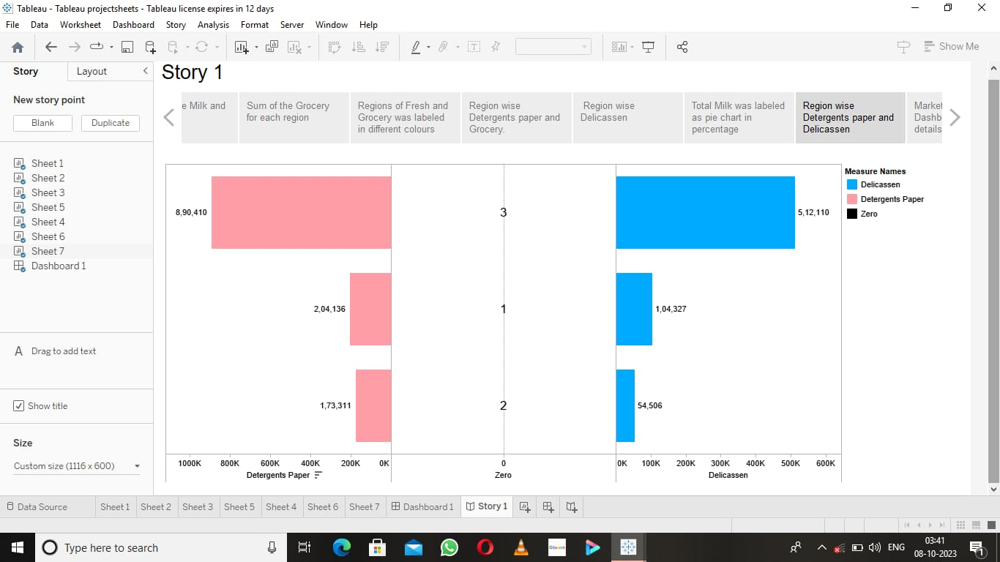 Tableau - Tableau projectsheets - Tableau license expires in 12 days
File Data Worksheet Dashboard Story Analysis Format Server Window Help
Show Me
Story Layout
New story point
Blank Duplicate
Sheet 1
Sheet 2
Sheet 3
Sheet 5
Sheet 4
Sheet 6
Sheet 7
Dashboard 1
A Drag to add text
Show title
Size
Custom size (1116 x 600)
Story 1
e Milk and
Sum of the Grocery
for each region
Regions of Fresh and
Grocery was labeled
in different colours
Region wise
Detergents paper and
Grocery.
Region wise
Delicassen
Total Milk was labeled
as pie chart in
percentage
Region wise
Detergents paper and
Delicassen
Market
Dashb
details
8,90,410 3 5,12,110
2,04,136 1 1,04,327
1,73,311 2 54,506
1000K 800K 600K 400K 200K 0K 0 0K 100K 200K 300K 400K 500K 600K
Detergents Paper Zero Delicassen
Measure Names
Delicassen
Detergents Paper
Zero
Data Source Sheet 1 Sheet 2 Sheet 3 Sheet 5 Sheet 4 Sheet 6 Sheet 7 Dashboard 1 Story 1
Type here to search
GSearch
ENG
03:41
08-10-2023
1